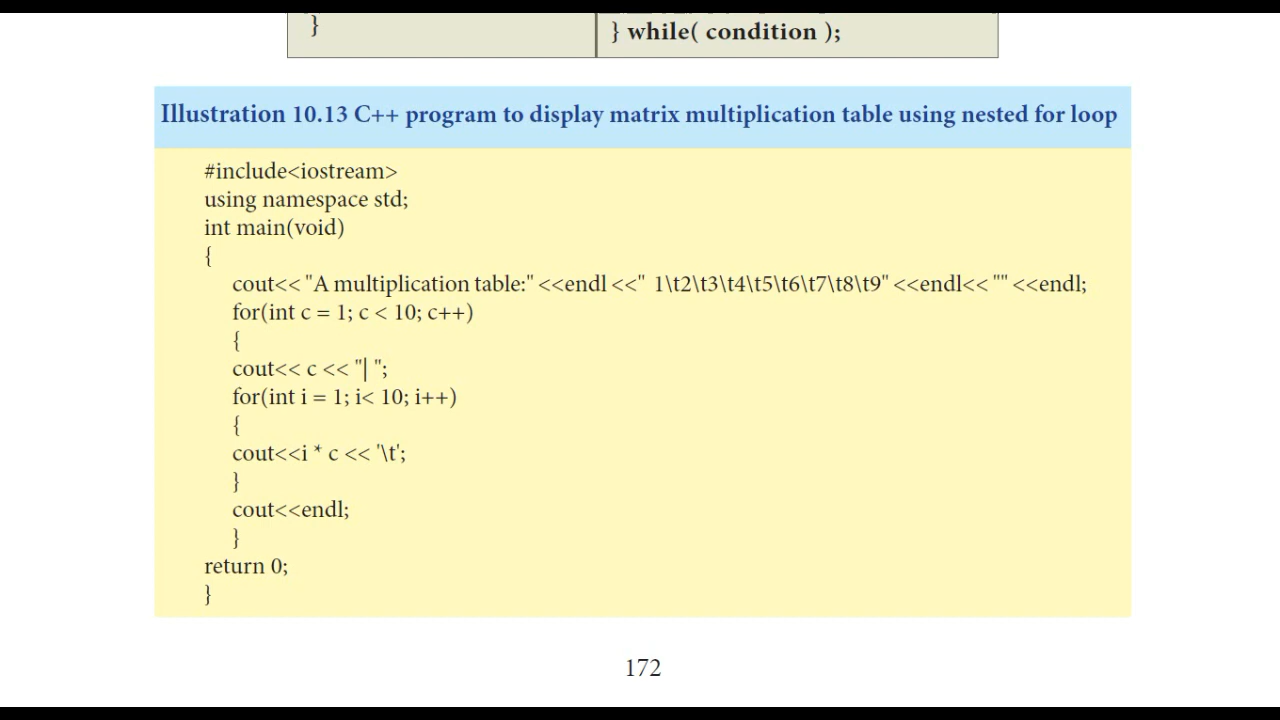 }
} while( condition );
Illustration 10.13 C++ program to display matrix multiplication table using nested for loop
#include<iostream>
using namespace std;
int main(void)
{
cout<< "A multiplication table:" <<endl <<" 1\t2\t3\t4\t5\t6\t7\t8\t9" <<endl<< "" <<endl;
for(int c = 1; c < 10; c++)
{
cout<< c << "| ";
for(int i = 1; i< 10; i++)
{
cout<<i * c << '\t';
}
cout<<endl;
}
return 0;
}
172